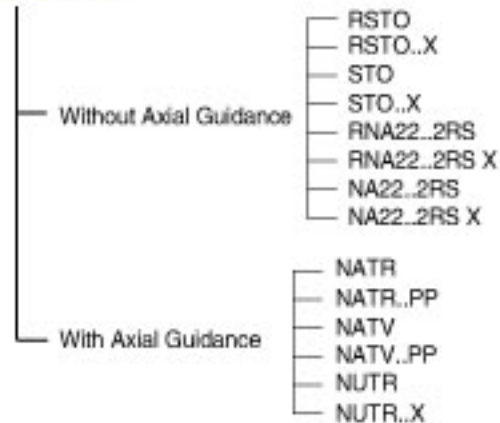 Without Axial Guidance
RSTO
RSTO..X
STO
STO..X
RNA22..2RS
RNA22..2RS X
NA22..2RS
NA22..2RS X
With Axial Guidance
NATR
NATR..PP
NATV
NATV..PP
NUTR
NUTR..X